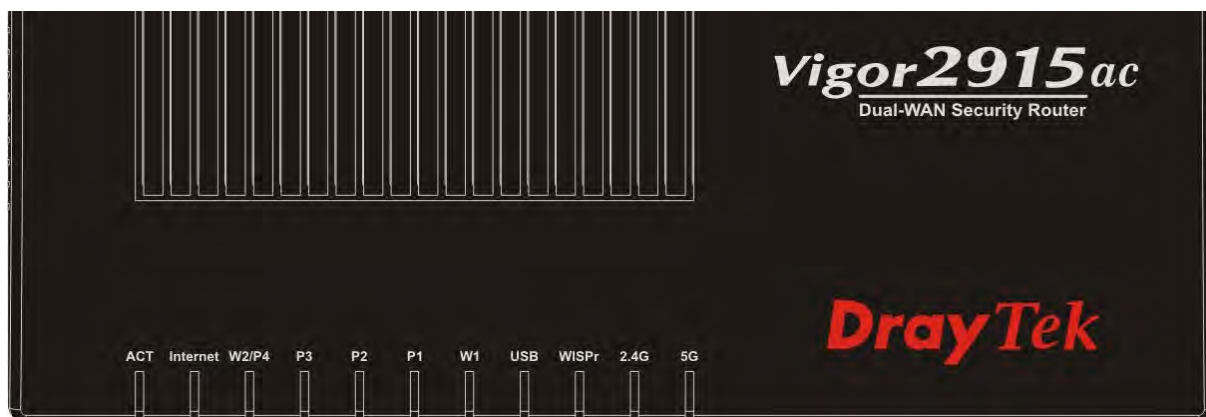 Vigor2915ac
Dual-WAN Security Router
DrayTek
ACT Internet W2/P4 P3 P2 P1 W1 USB WISPr 2.4G 5G